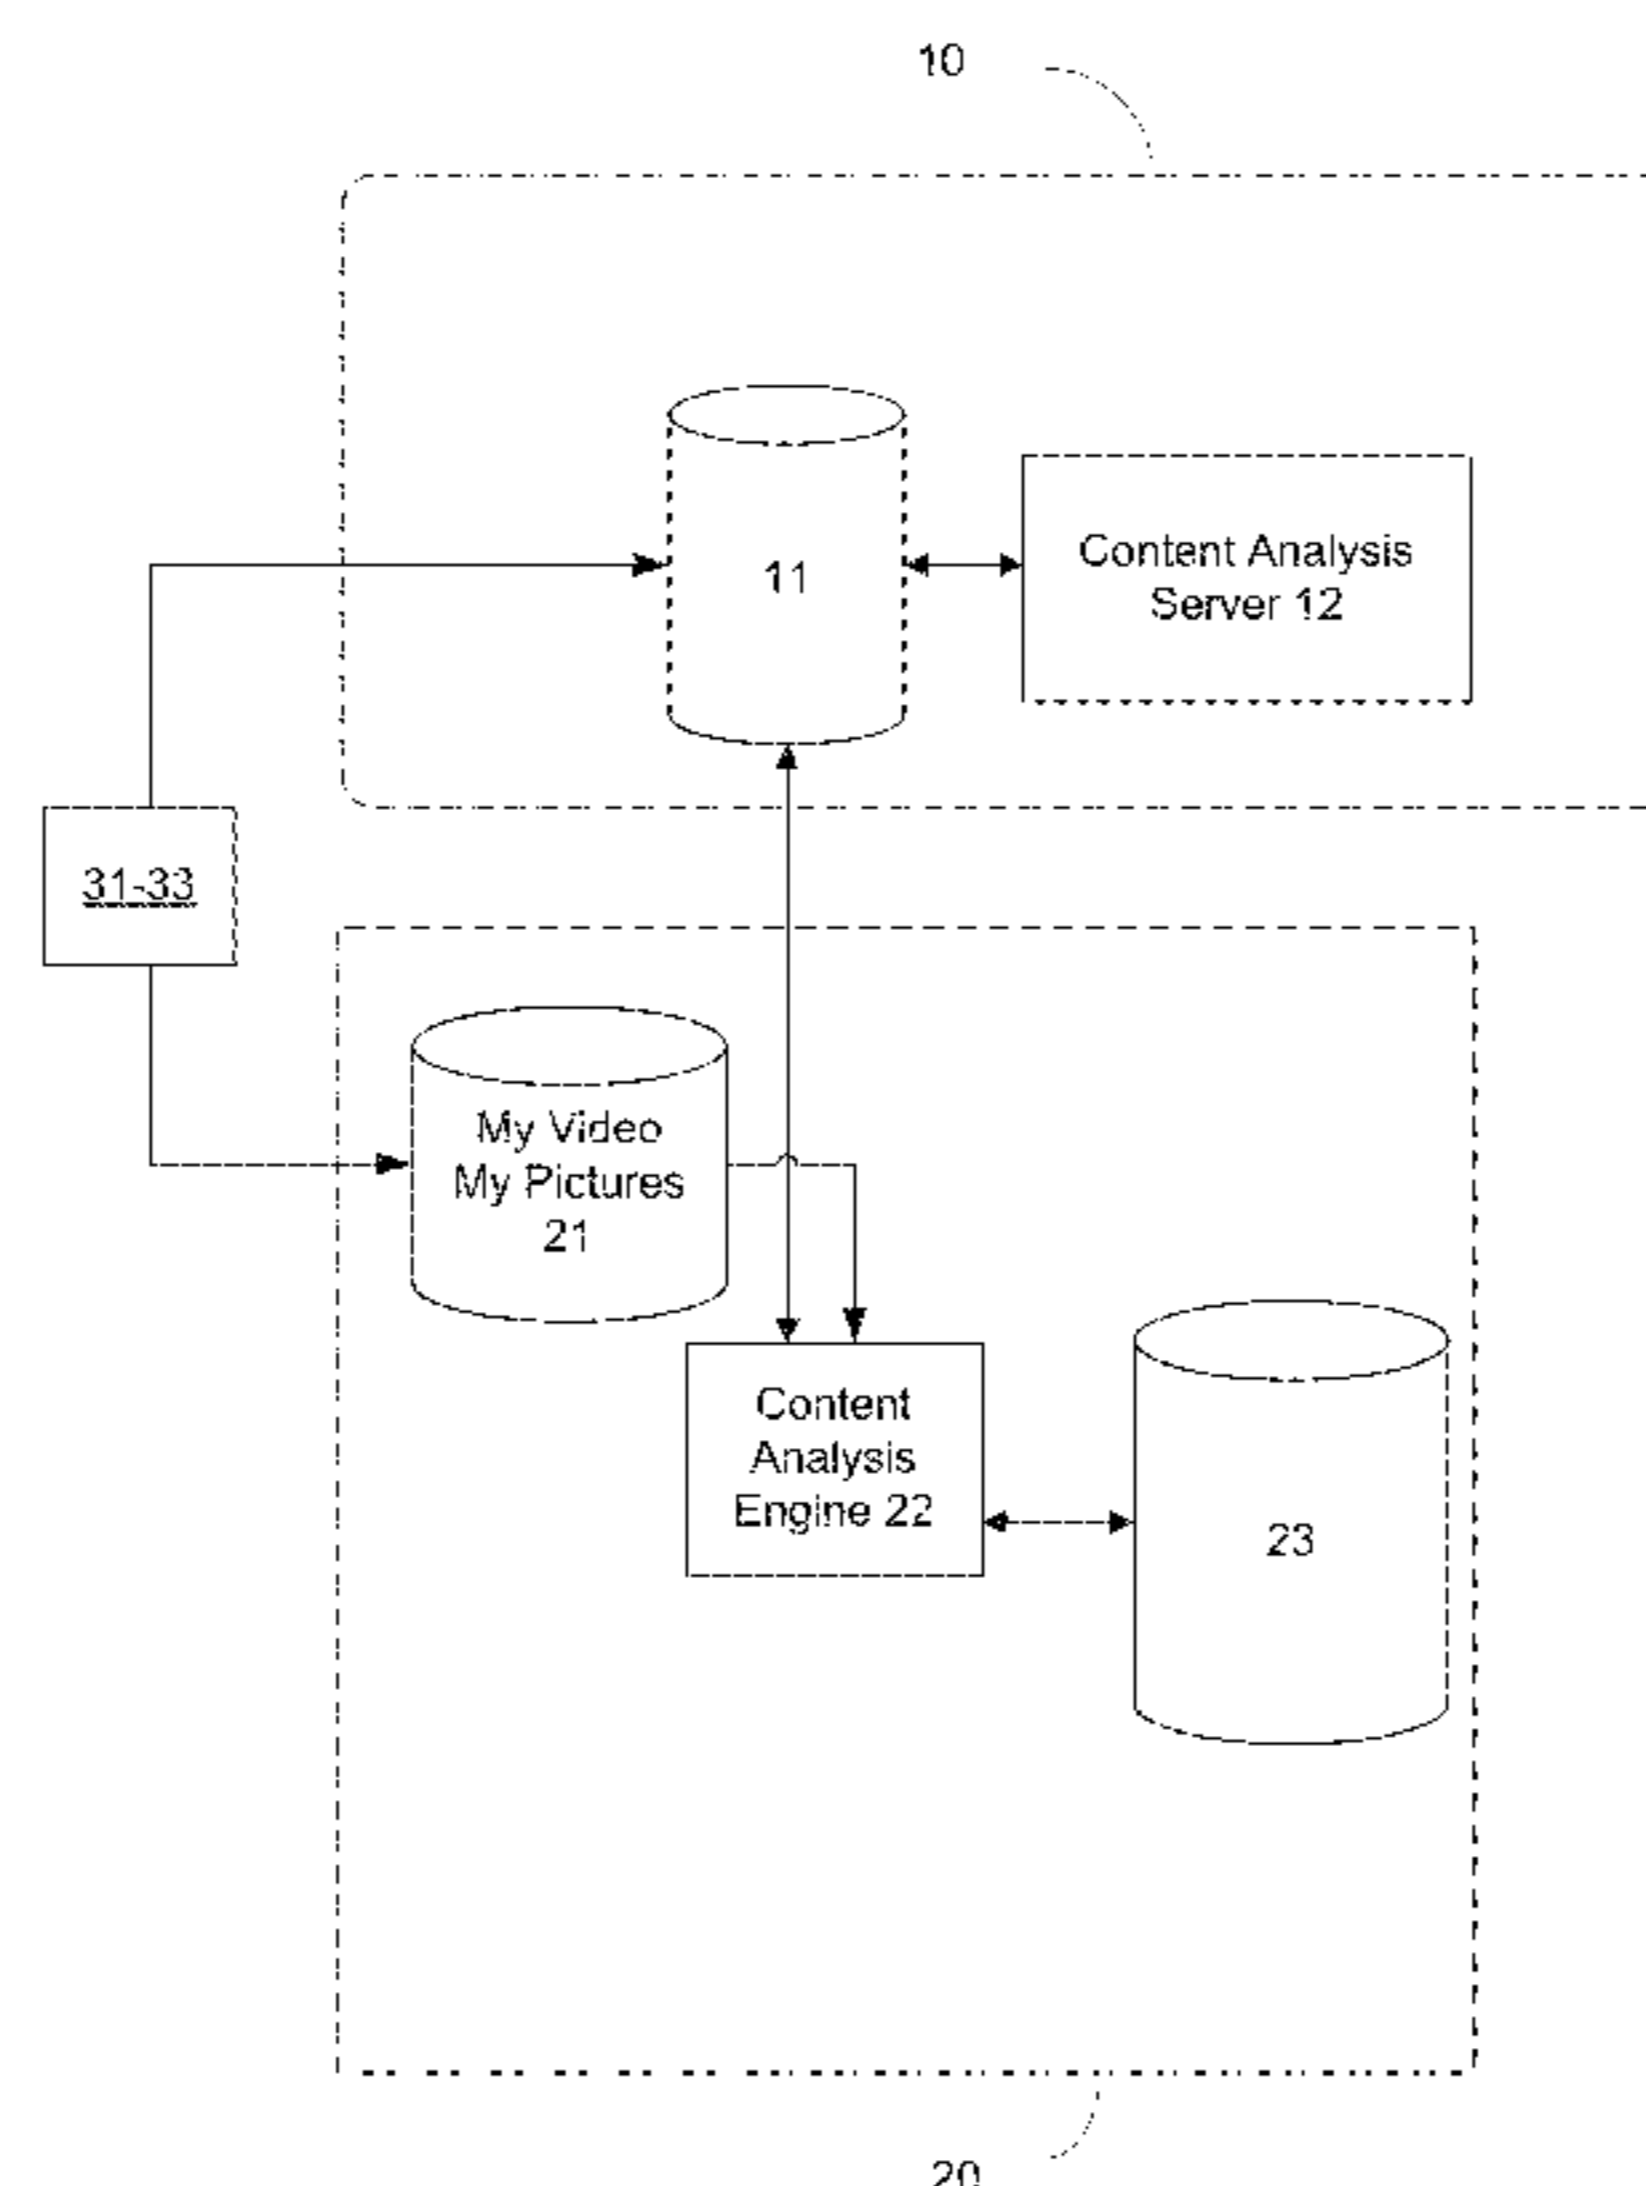 10
11
Content Analysis
Server 12
31-33
My Video
My Pictures
21
Content
Analysis
Engine 22
23
20